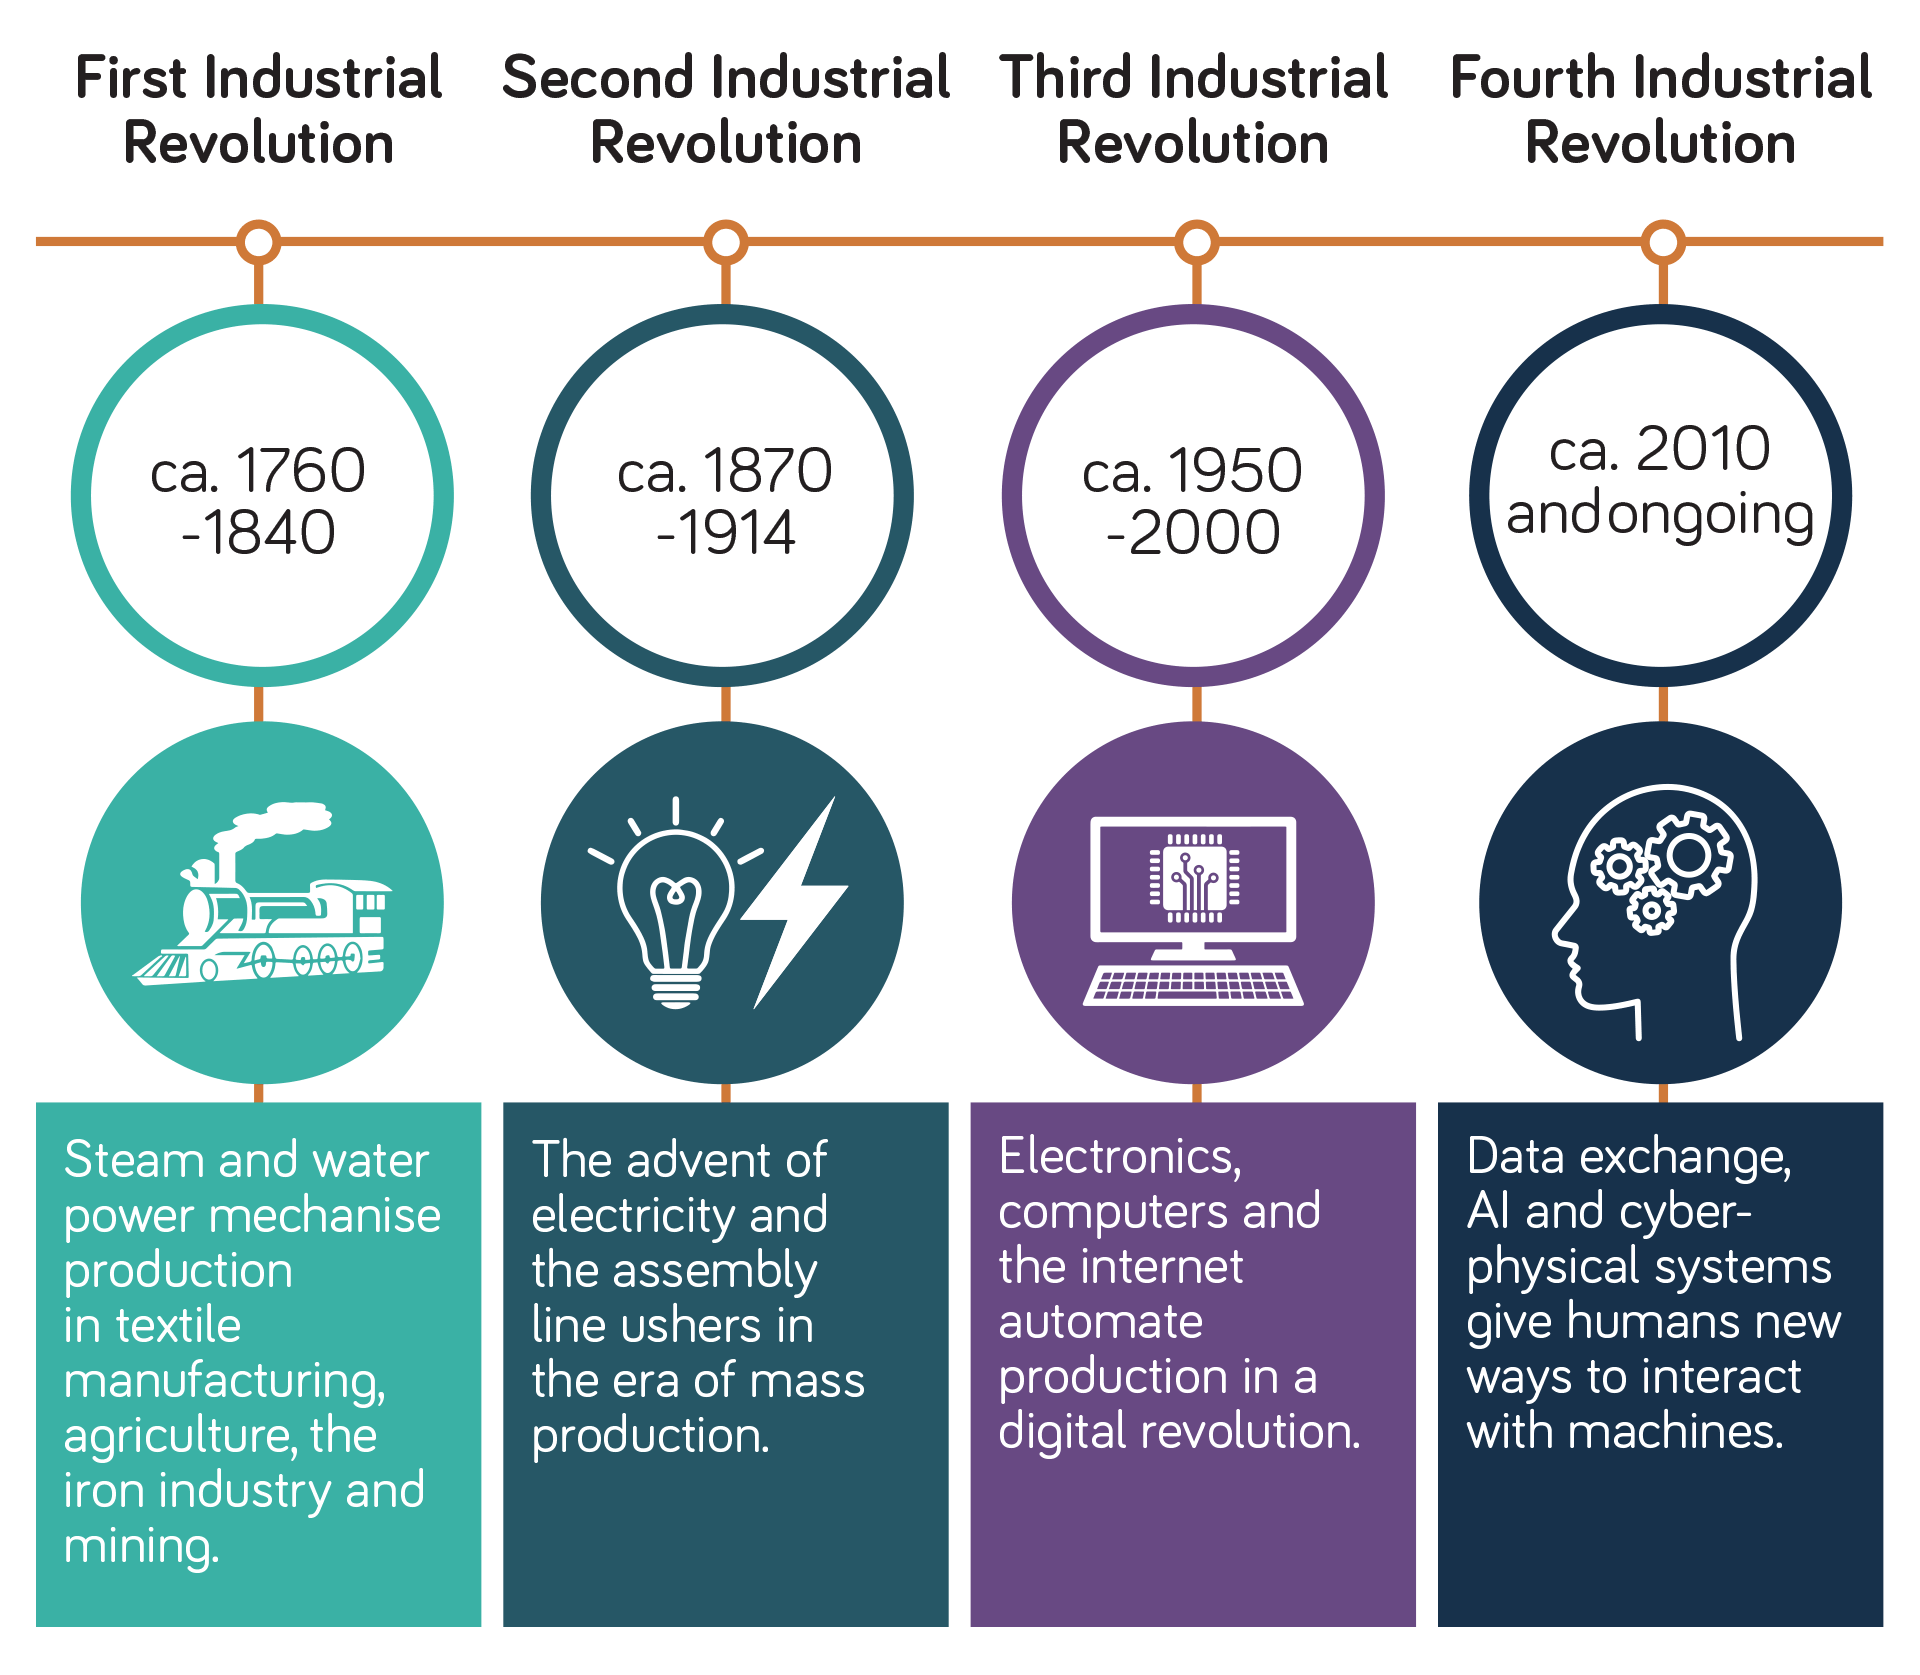 First Industrial
Revolution
Second Industrial
Revolution
Third Industrial
Revolution
Fourth Industrial
Revolution
ca. 1760
-1840
ca. 1870
-1914
ca. 1950
-2000
ca. 2010
and ongoing
Steam and water
power mechanise
production
in textile
manufacturing,
agriculture, the
iron industry and
mining.
The advent of
electricity and
the assembly
line ushers in
the era of mass
production.
Electronics,
computers and
the internet
automate
production in a
digital revolution.
Data exchange,
AI and cyber-
physical systems
give humans new
ways to interact
with machines.